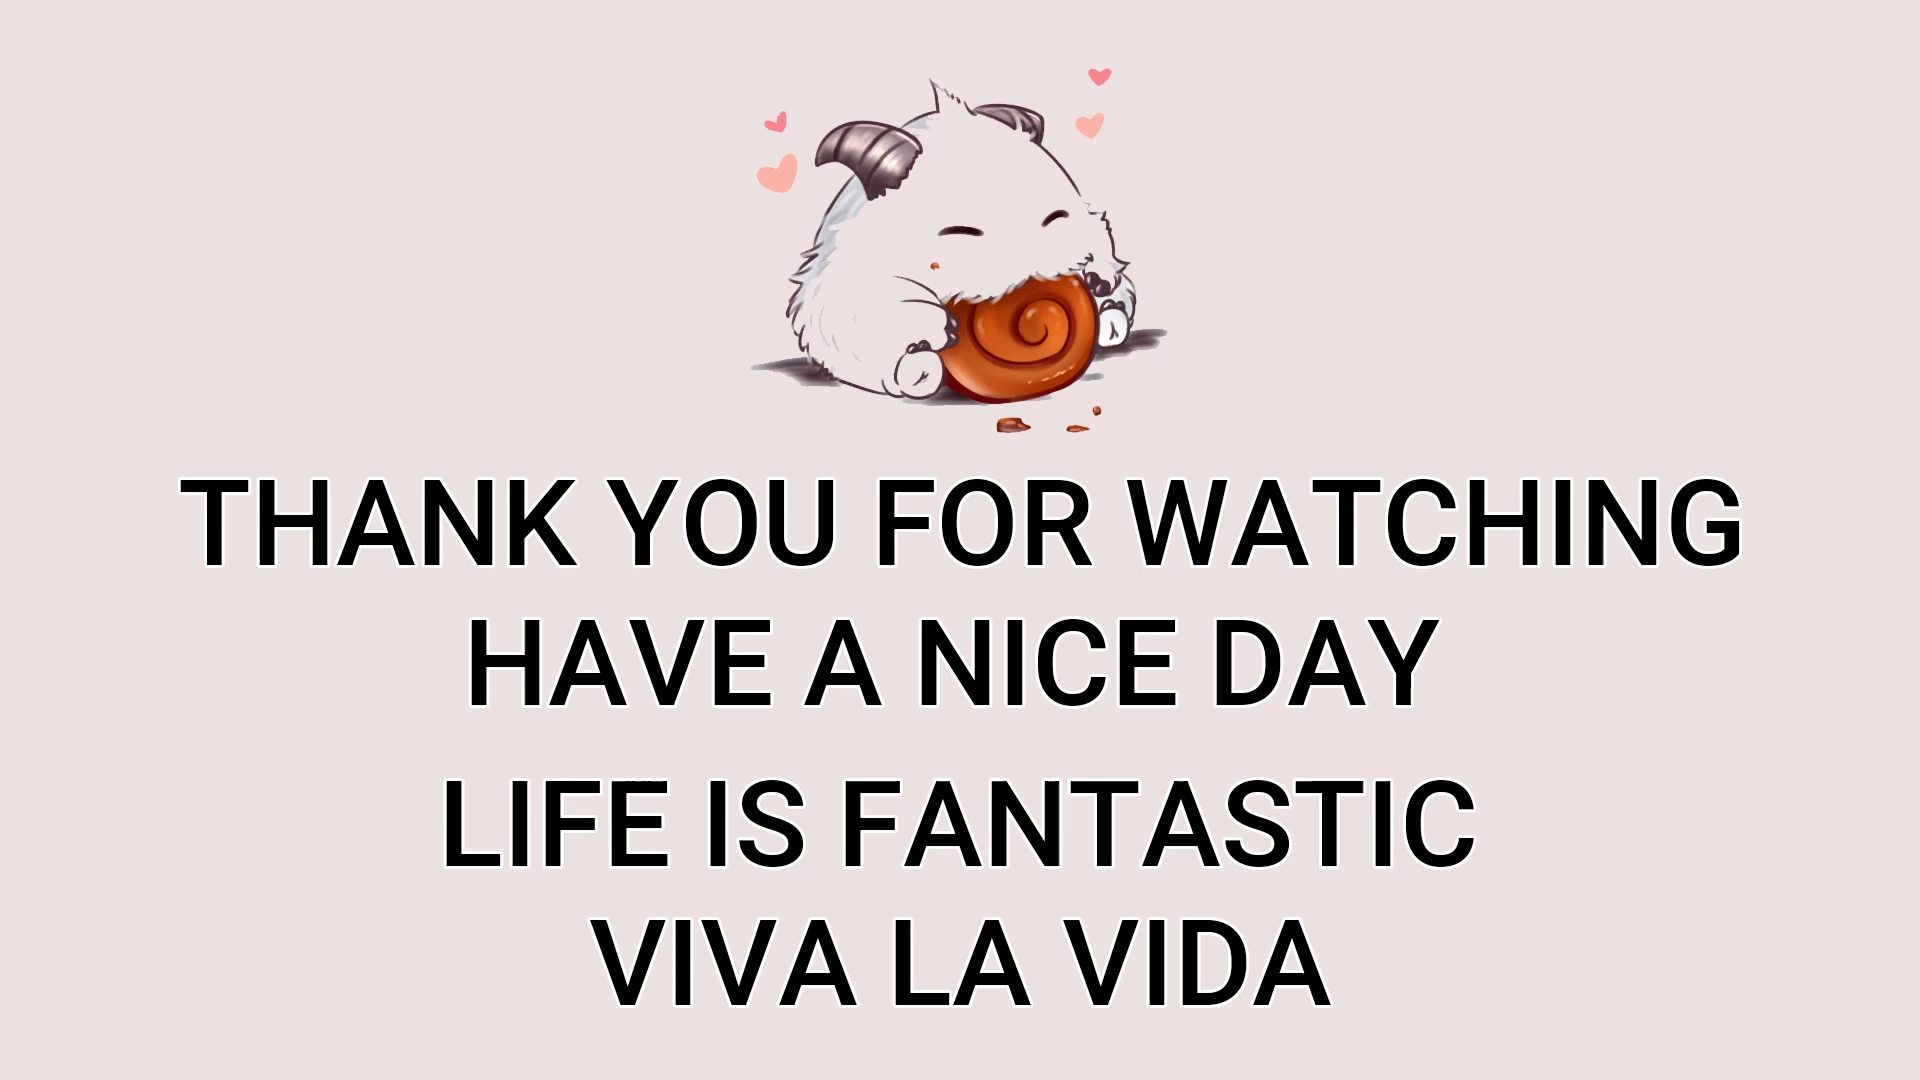 THANK YOU FOR WATCHING
HAVE A NICE DAY
LIFE IS FANTASTIC
VIVA LA VIDA